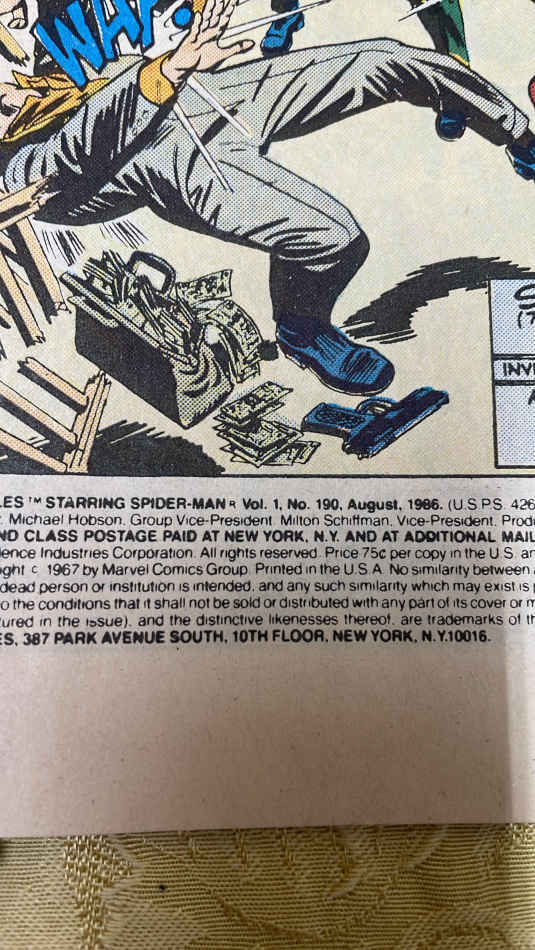 WAP
(7
INV
LES ™ STARRING SPIDER-MAN ® Vol. 1, No. 190, August, 1986. (U.S.P.S. 426
Michael Hobson, Group Vice-President. Milton Schiffman, Vice-President, Produ
ND CLASS POSTAGE PAID AT NEW YORK, N.Y. AND AT ADDITIONAL MAIL
dence Industries Corporation. All rights reserved. Price 75¢ per copy in the U.S. an
ight © 1967 by Marvel Comics Group. Printed in the U.S.A. No similarity between
dead person or institution is intended, and any such similarity which may exist is p
o the conditions that it shall not be sold or distributed with any part of its cover or m
tured in the issue), and the distinctive likenesses thereof, are trademarks of th
ES, 387 PARK AVENUE SOUTH, 10TH FLOOR, NEW YORK, N.Y.10016.